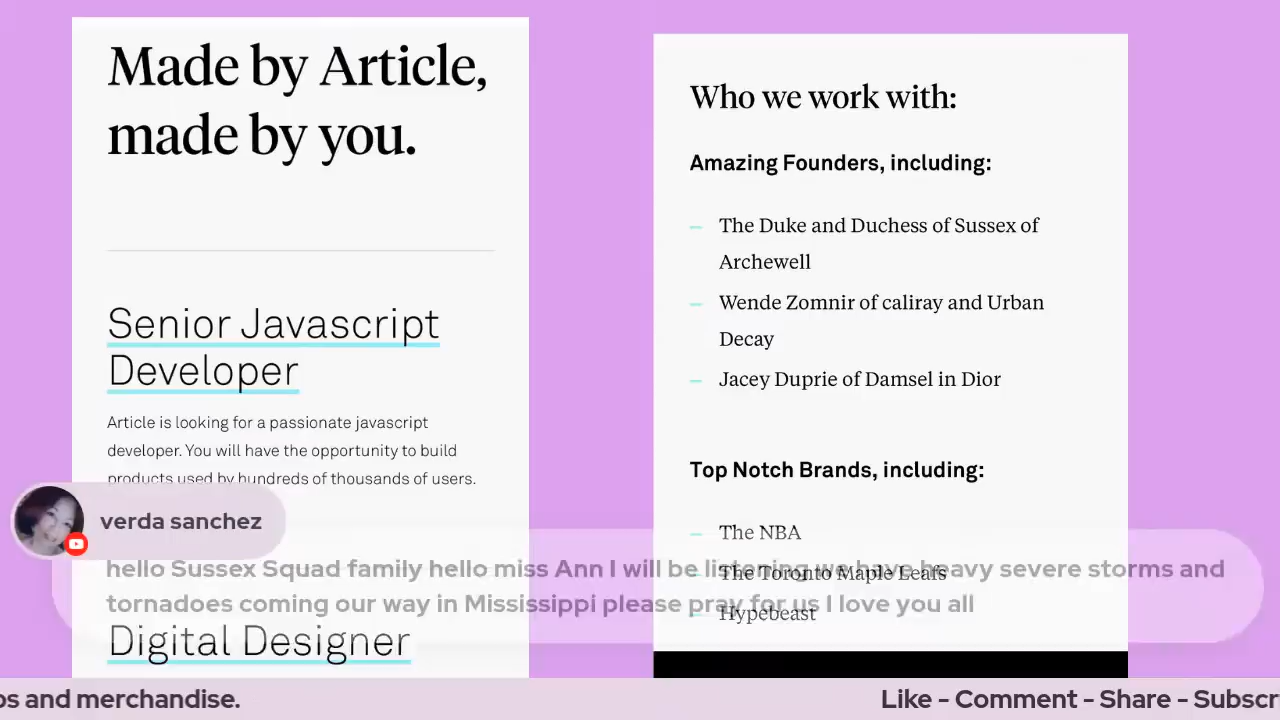 Made by Article,
made by you.
Senior Javascript
Developer
Article is looking for a passionate javascript
developer. You will have the opportunity to build
products used by hundreds of thousands of users.
Digital Designer
Who we work with:
Amazing Founders, including:
The Duke and Duchess of Sussex of
Archewell
Wende Zomnir of caliray and Urban
Decay
Jacey Duprie of Damsel in Dior
Top Notch Brands, including:
The NBA
The Toronto Maple Leafs
Hypebeast
verda sanchez
hello Sussex Squad family hello miss Ann I will be listening we have heavy severe storms and
tornadoes coming our way in Mississippi please pray for us I love you all
os and merchandise.
Like - Comment - Share - Subscr